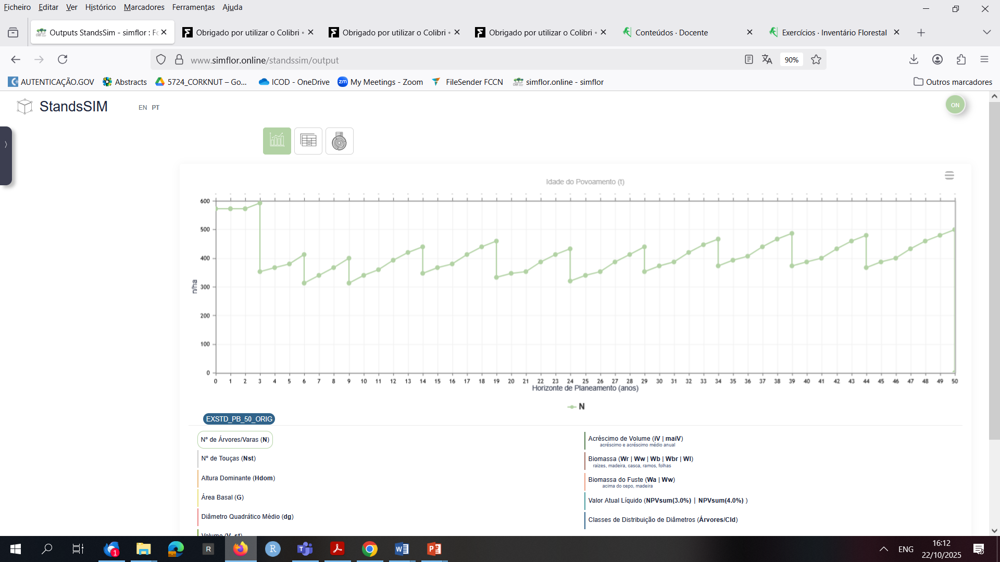 Ficheiro Editar Ver Histórico Marcadores Ferramentas Ajuda
Outputs StandsSim - simflor : Fo Obrigado por utilizar o Colibri • Obrigado por utilizar o Colibri • Obrigado por utilizar o Colibri • Conteúdos · Docente Exercícios · Inventário Florestal
www.simflor.online/standssim/output 90%
AUTENTICAÇÃO.GOV Abstracts 5724_CORKNUT – Go... ICOD - OneDrive zm My Meetings - Zoom FileSender FCCN simflor.online - simflor Outros marcadores
StandsSIM EN PT ON
Idade do Povoamento (t)
600
500
400
300
200
100
0
n/ha
0 1 2 3 4 5 6 7 8 9 10 11 12 13 14 15 16 17 18 19 20 21 22 23 24 25 26 27 28 29 30 31 32 33 34 35 36 37 38 39 40 41 42 43 44 45 46 47 48 49 50
Horizonte de Planeamento (anos)
N
EXSTD_PB_50_ORIG
Nº de Árvores/Varas (N)
Nº de Touças (Nst)
Altura Dominante (Hdom)
Área Basal (G)
Diâmetro Quadrático Médio (dg)
Volume (V, st)
Acréscimo de Volume (iV | maiV)
acréscimo e acréscimo médio anual
Biomassa (Wr | Ww | Wb | Wbr | Wl)
raizes, madeira, casca, ramos, folhas
Biomassa do Fuste (Wa | Ww)
acima do cepo, madeira
Valor Atual Líquido (NPVsum(3.0%) | NPVsum(4.0%) )
Classes de Distribuição de Diâmetros (Árvores/Cld)
1 R R ENG
16:12
22/10/2025